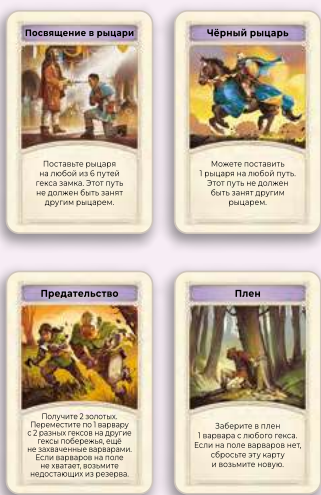 Посвящение в рыцари
Поставьте рыцаря
на любой из 6 путей
гекса замка. Этот путь
не должен быть занят
другим рыцарем.
Чёрный рыцарь
Можете поставить
1 рыцаря на любой путь.
Этот путь не должен
быть занят другим
рыцарем.
Предательство
Получите 2 золотых.
Переместите по 1 варвару
с 2 разных гексов на другие
гексы побережья, ещё
не захваченные варварами.
Если варваров на поле
не хватает, возьмите
недостающих из резерва.
Плен
Заберите в плен
1 варвара с любого гекса.
Если на поле варваров нет,
сбросьте эту карту
и возьмите новую.